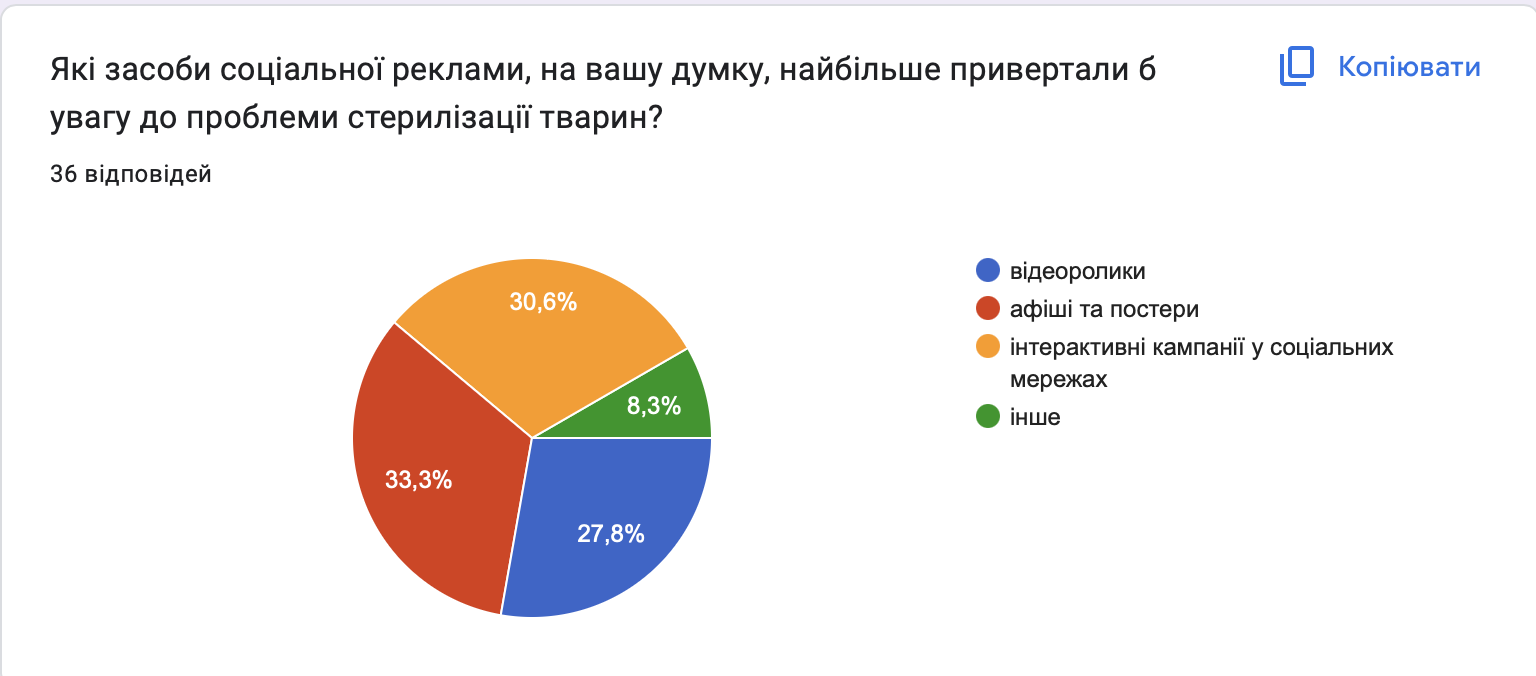 Які засоби соціальної реклами, на вашу думку, найбільше привертали б
увагу до проблеми стерилізації тварин?
Копіювати
36 відповідей
30,6%
8,3%
33,3%
27,8%
відеоролики
афіші та постери
інтерактивні кампанії у соціальних
мережах
інше